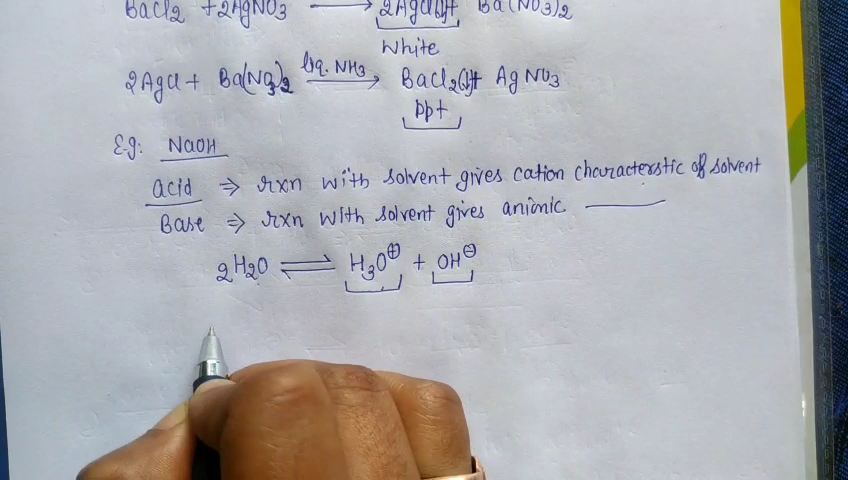 BaCl2 + 2AgNO3 ⟶ 2AgCl(s)+ Ba(NO3)2
White
2AgCl + Ba(NO3)2 liq. NH3 ⟶ BaCl2(s)+ AgNO3
ppt
E.g: NaOH
acid ⇒ rxn with solvent gives cation characterstic of solvent
Base ⇒ rxn with solvent gives anionic ———
2H2O ⇌ H3O⊕ + OH⊖